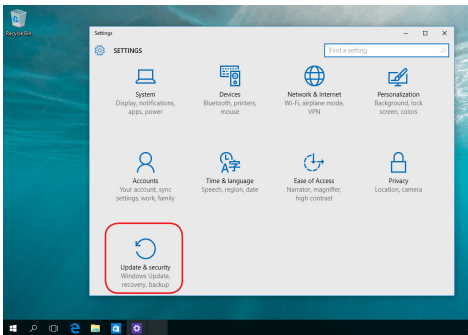 Recycle Bin
Settings
SETTINGS
Find a setting
System
Display, notifications,
apps, power
Devices
Bluetooth, printers,
mouse
Network & Internet
Wi-Fi, airplane mode,
VPN
Personalization
Background, lock
screen, colors
Accounts
Your account, sync
settings, work, family
Time & language
Speech, region, date
Ease of Access
Narrator, magnifier,
high contrast
Privacy
Location, camera
Update & security
Windows Update,
recovery, backup